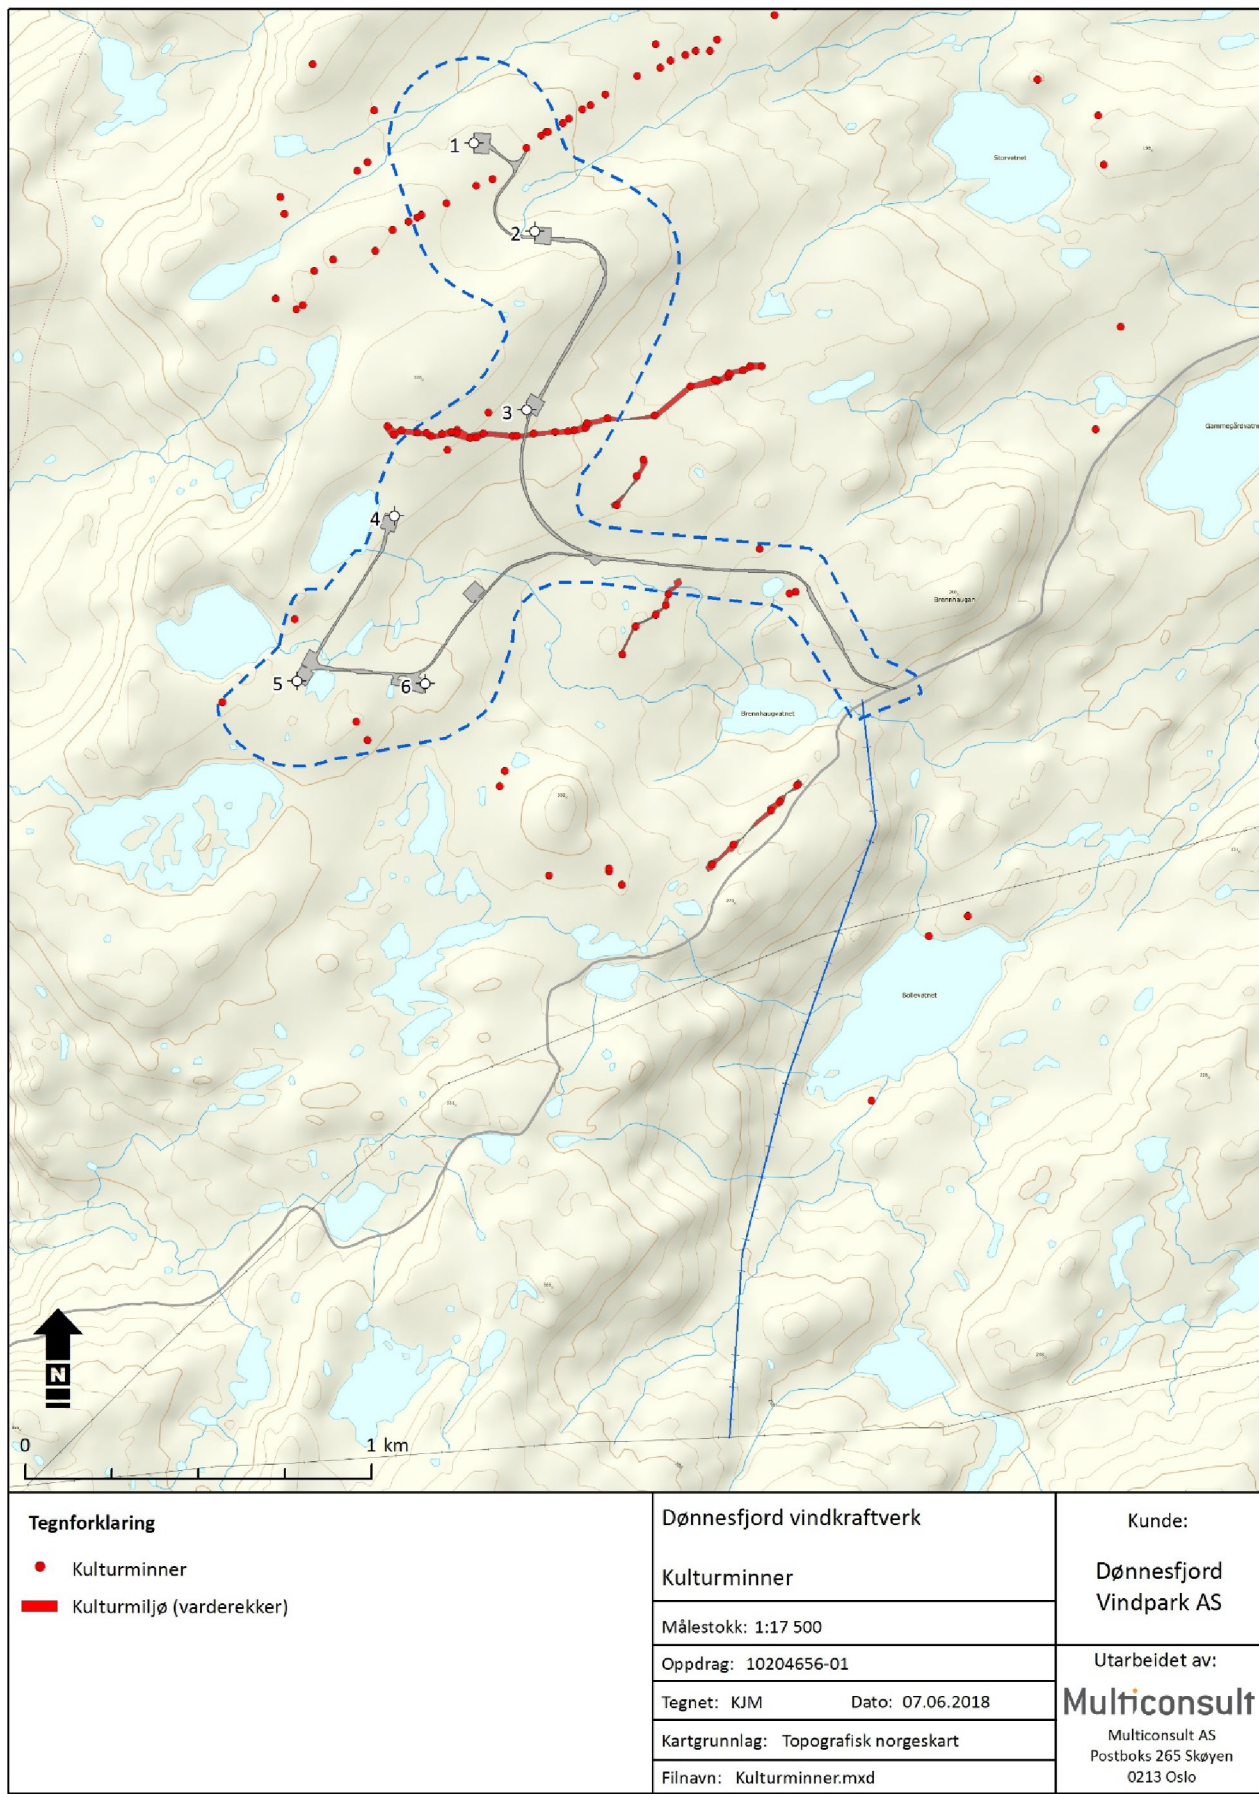 Storvatnet
1
2
Gammegårdvatnet
3
4
Brennhaugen
5
6
Brennhaugvatnet
Bollevatnet
N
0
1 km
Tegnforklaring
Kulturminner
Kulturmiljø (varderekker)
Dønnesfjord vindkraftverk
Kulturminner
Målestokk: 1:17 500
Oppdrag: 10204656-01
Tegnet: KJM
Dato: 07.06.2018
Kartgrunnlag: Topografisk norgeskart
Filnavn: Kulturminner.mxd
Kunde:
Dønnesfjord
Vindpark AS
Utarbeidet av:
Multiconsult
Multiconsult AS
Postboks 265 Skøyen
0213 Oslo